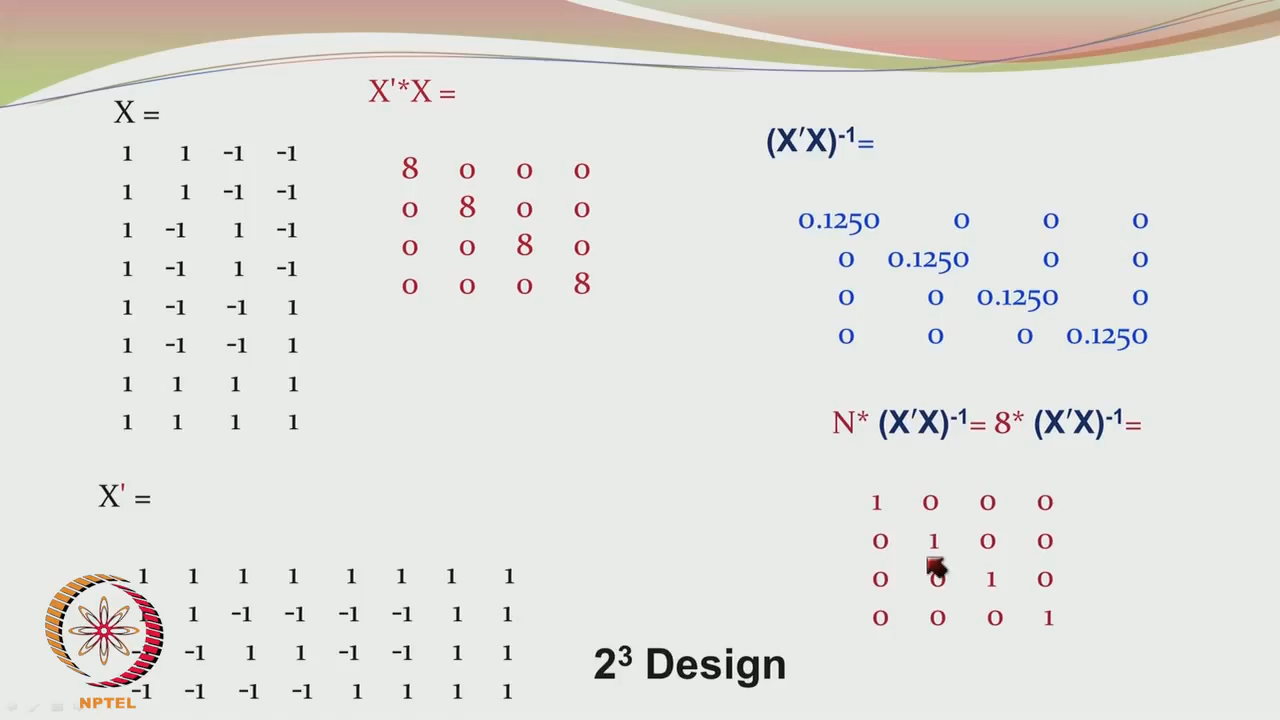 X =
1 1 -1 -1
1 1 -1 -1
1 -1 1 -1
1 -1 1 -1
1 -1 -1 1
1 -1 -1 1
1 1 1 1
1 1 1 1
X'*X =
8 0 0 0
0 8 0 0
0 0 8 0
0 0 0 8
(X′X)-1=
0.1250 0 0 0
0 0.1250 0 0
0 0 0.1250 0
0 0 0 0.1250
N* (X′X)-1= 8* (X′X)-1=
1 0 0 0
0 1 0 0
0 0 1 0
0 0 0 1
X' =
1 1 1 1 1 1 1 1
1 -1 -1 -1 -1 1 1
-1 1 1 -1 -1 1 1
-1 -1 -1 -1 1 1 1 1
2³ Design
NPTEL